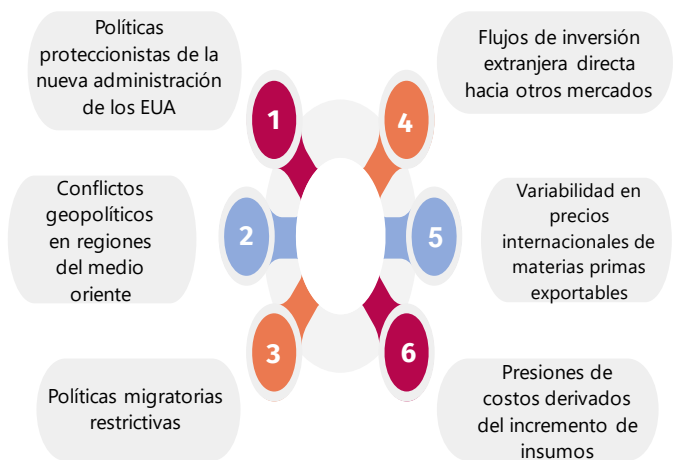 Políticas
proteccionistas de la
nueva administración
de los EUA
1
Conflictos
geopolíticos
en regiones
del medio
oriente
2
Políticas migratorias
restrictivas
3
Flujos de inversión
extranjera directa
hacia otros mercados
4
Variabilidad en
precios
internacionales de
materias primas
exportables
5
Presiones de
costos derivados
del incremento de
insumos
6